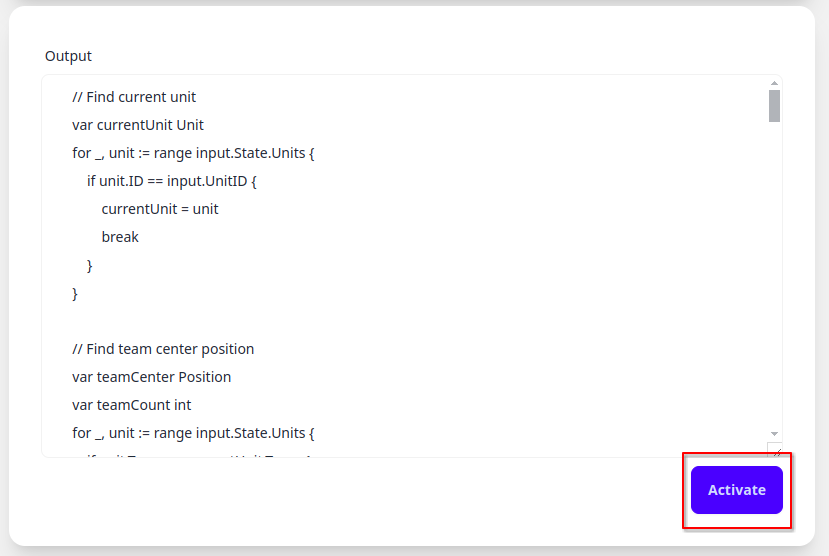 Output
// Find current unit
var currentUnit Unit
for _, unit := range input.State.Units {
if unit.ID == input.UnitID {
currentUnit = unit
break
}
}
// Find team center position
var teamCenter Position
var teamCount int
for _, unit := range input.State.Units {
Activate